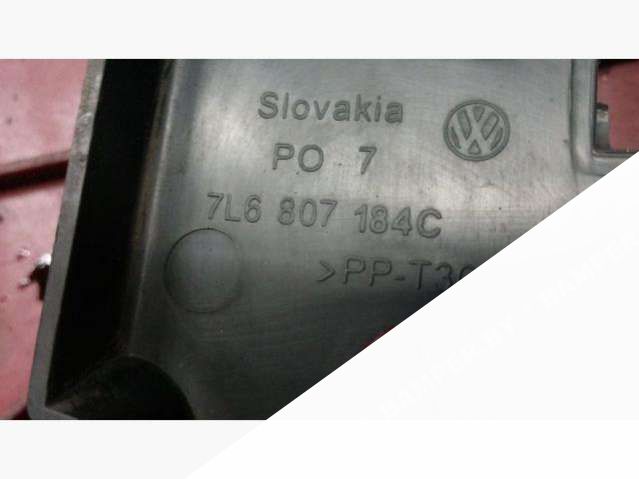 Slovakia
PO 7
7L6 807 184C
>PP-T3